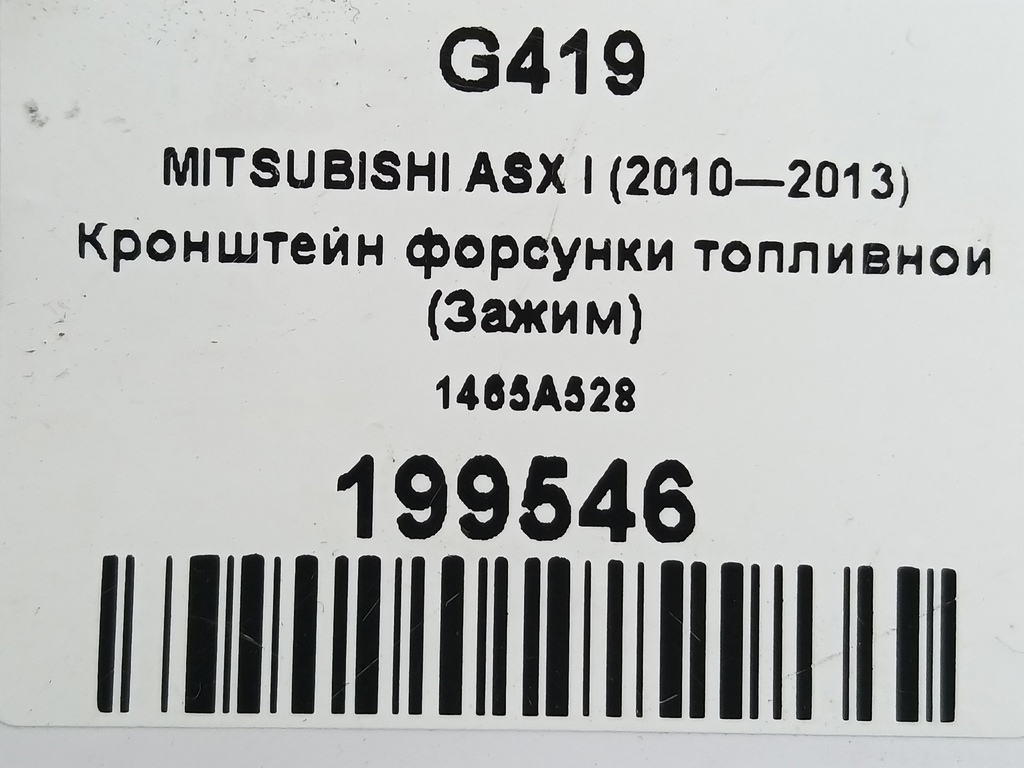 G419
MITSUBISHI ASX I (2010—2013)
Кронштейн форсунки топливной
(Зажим)
1465A528
199546